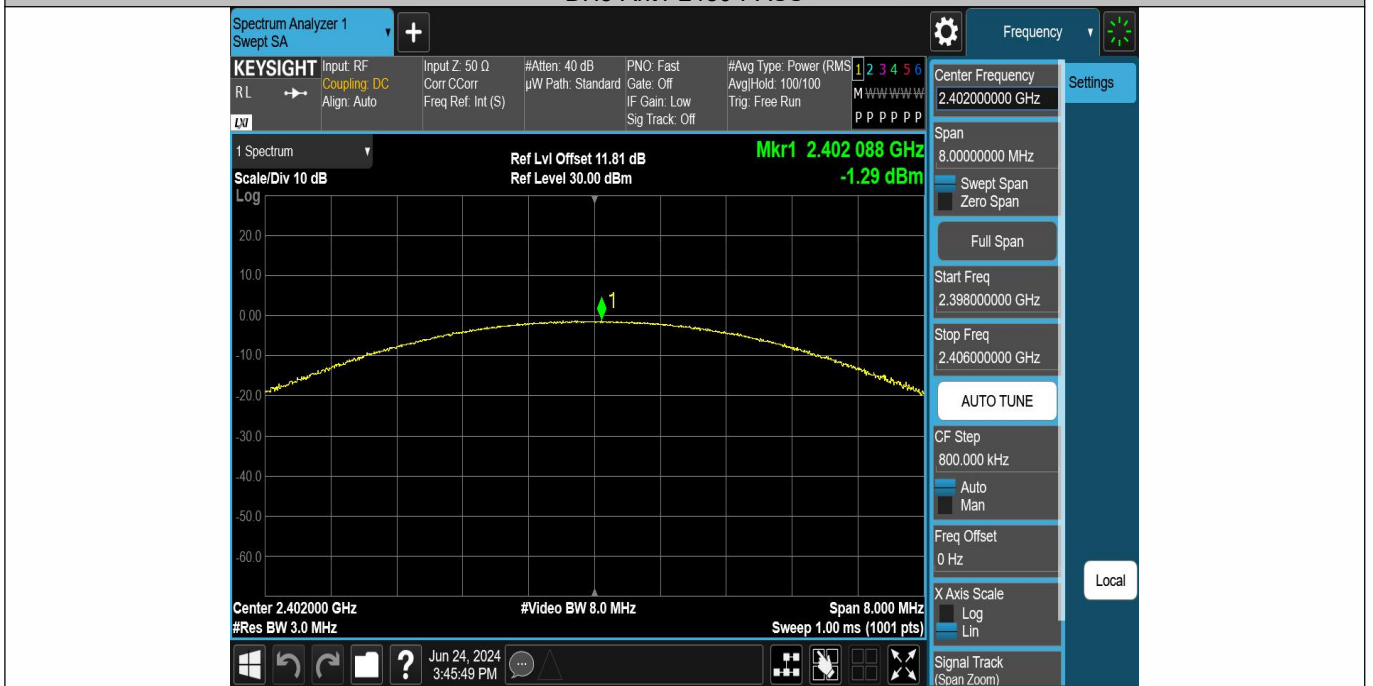 Spectrum Analyzer 1
Swept SA
+
Frequency
KEYSIGHT
RL
LXI
Input: RF
Coupling: DC
Align: Auto
Input Z: 50 Ω
Corr CCorr
Freq Ref: Int (S)
#Atten: 40 dB
µW Path: Standard
PNO: Fast
Gate: Off
IF Gain: Low
Sig Track: Off
#Avg Type: Power (RMS
Avg|Hold: 100/100
Trig: Free Run
1 2 3 4 5 6
M W W W W W
P P P P P P
1 Spectrum
Scale/Div 10 dB
Log
Ref Lvl Offset 11.81 dB
Ref Level 30.00 dBm
Mkr1 2.402 088 GHz
-1.29 dBm
20.0
10.0
0.00
-10.0
-20.0
-30.0
-40.0
-50.0
-60.0
1
Center 2.402000 GHz
#Res BW 3.0 MHz
#Video BW 8.0 MHz
Span 8.000 MHz
Sweep 1.00 ms (1001 pts)
?
Jun 24, 2024
3:45:49 PM
Center Frequency
2.402000000 GHz
Settings
Span
8.00000000 MHz
Swept Span
Zero Span
Full Span
Start Freq
2.398000000 GHz
Stop Freq
2.406000000 GHz
AUTO TUNE
CF Step
800.000 kHz
Auto
Man
Freq Offset
0 Hz
X Axis Scale
Log
Lin
Local
Signal Track
(Span Zoom)